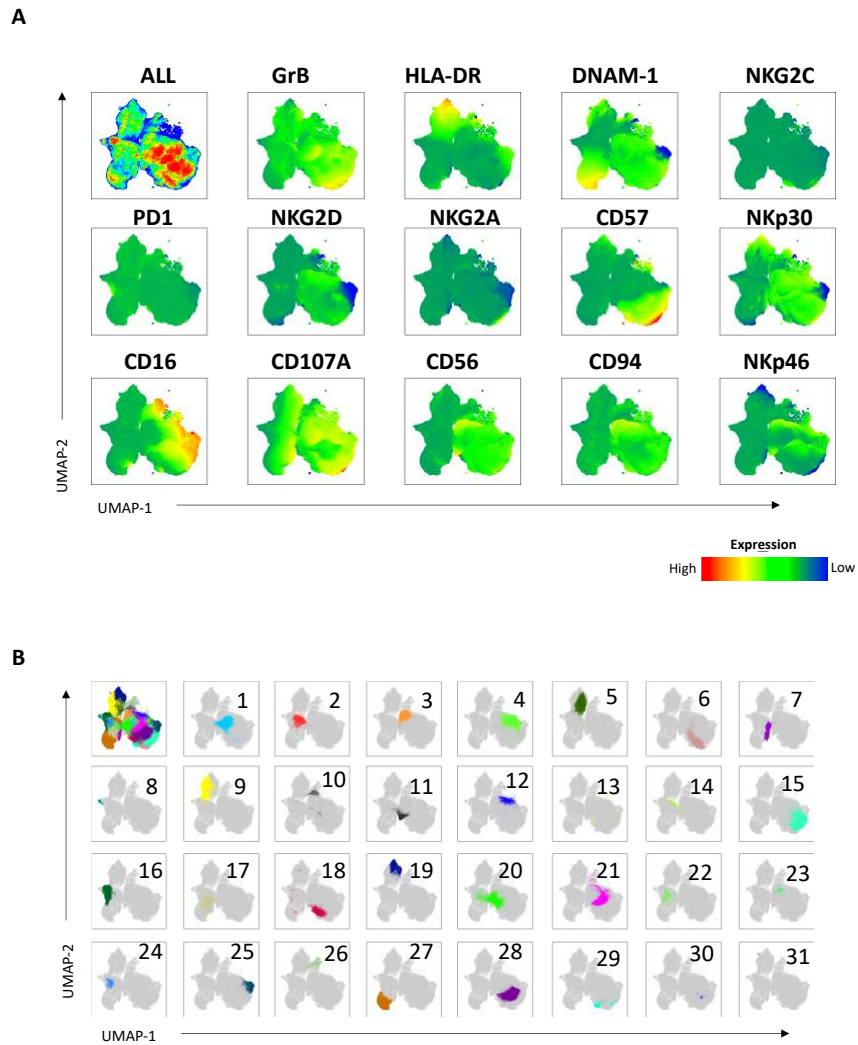 A
ALL GrB HLA-DR DNAM-1 NKG2C
PD1 NKG2D NKG2A CD57 NKp30
CD16 CD107A CD56 CD94 NKp46
UMAP-2
UMAP-1
Expression
High Low
B
1 2 3 4 5 6 7
8 9 10 11 12 13 14 15
16 17 18 19 20 21 22 23
24 25 26 27 28 29 30 31
UMAP-2
UMAP-1